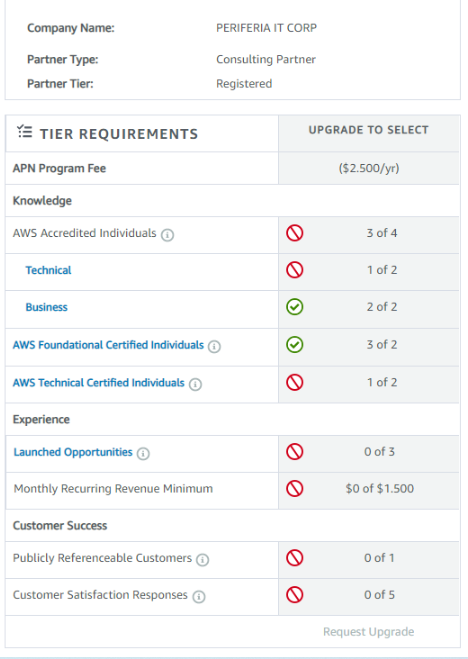 Company Name: PERIFERIA IT CORP
Partner Type: Consulting Partner
Partner Tier: Registered
TIER REQUIREMENTS UPGRADE TO SELECT
APN Program Fee ($2.500/yr)
Knowledge
AWS Accredited Individuals i 3 of 4
Technical 1 of 2
Business 2 of 2
AWS Foundational Certified Individuals i 3 of 2
AWS Technical Certified Individuals i 1 of 2
Experience
Launched Opportunities i 0 of 3
Monthly Recurring Revenue Minimum $0 of $1.500
Customer Success
Publicly Referenceable Customers i 0 of 1
Customer Satisfaction Responses i 0 of 5
Request Upgrade